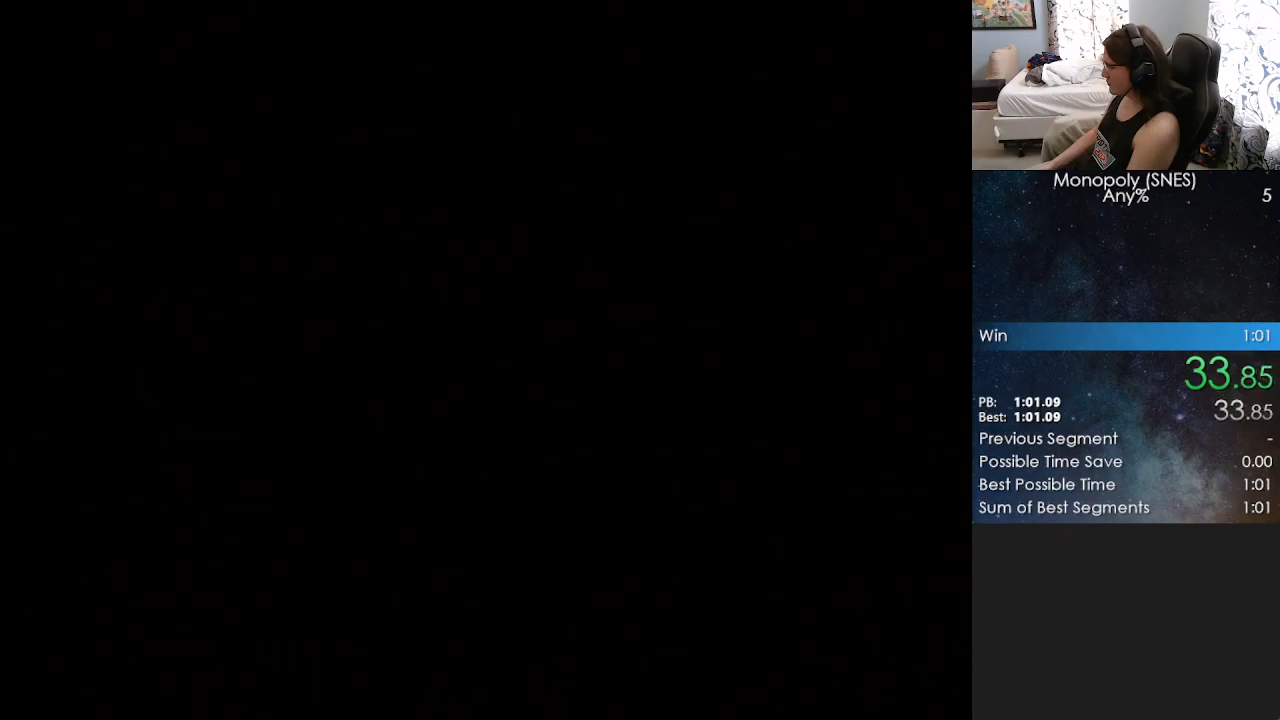 Monopoly (SNES)
Any% 5
Win 1:01
33.85
PB: 1:01.09 33.85
Best: 1:01.09
Previous Segment -
Possible Time Save 0.00
Best Possible Time 1:01
Sum of Best Segments 1:01